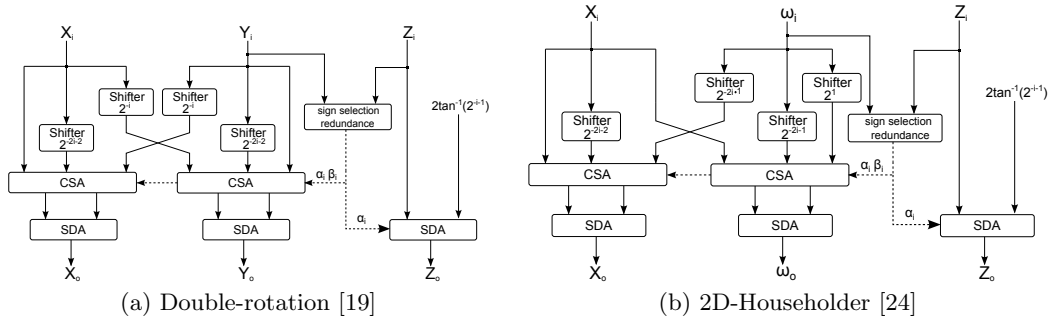 X_i Y_i Z_i
Shifter 2^-i
Shifter 2^-i
sign selection redundance
2tan^-1(2^-i-1)
Shifter 2^-2i-2
Shifter 2^-2i-2
CSA
CSA
α_i β_i
α_i
SDA
SDA
SDA
X_o Y_o Z_o
(a) Double-rotation [19]
X_i ω_i Z_i
Shifter 2^-2i+1
Shifter 2^1
2tan^-1(2^-i-1)
Shifter 2^-2i-2
Shifter 2^-2i-1
sign selection redundance
CSA
CSA
α_i β_i
α_i
SDA
SDA
SDA
X_o ω_o Z_o
(b) 2D-Householder [24]